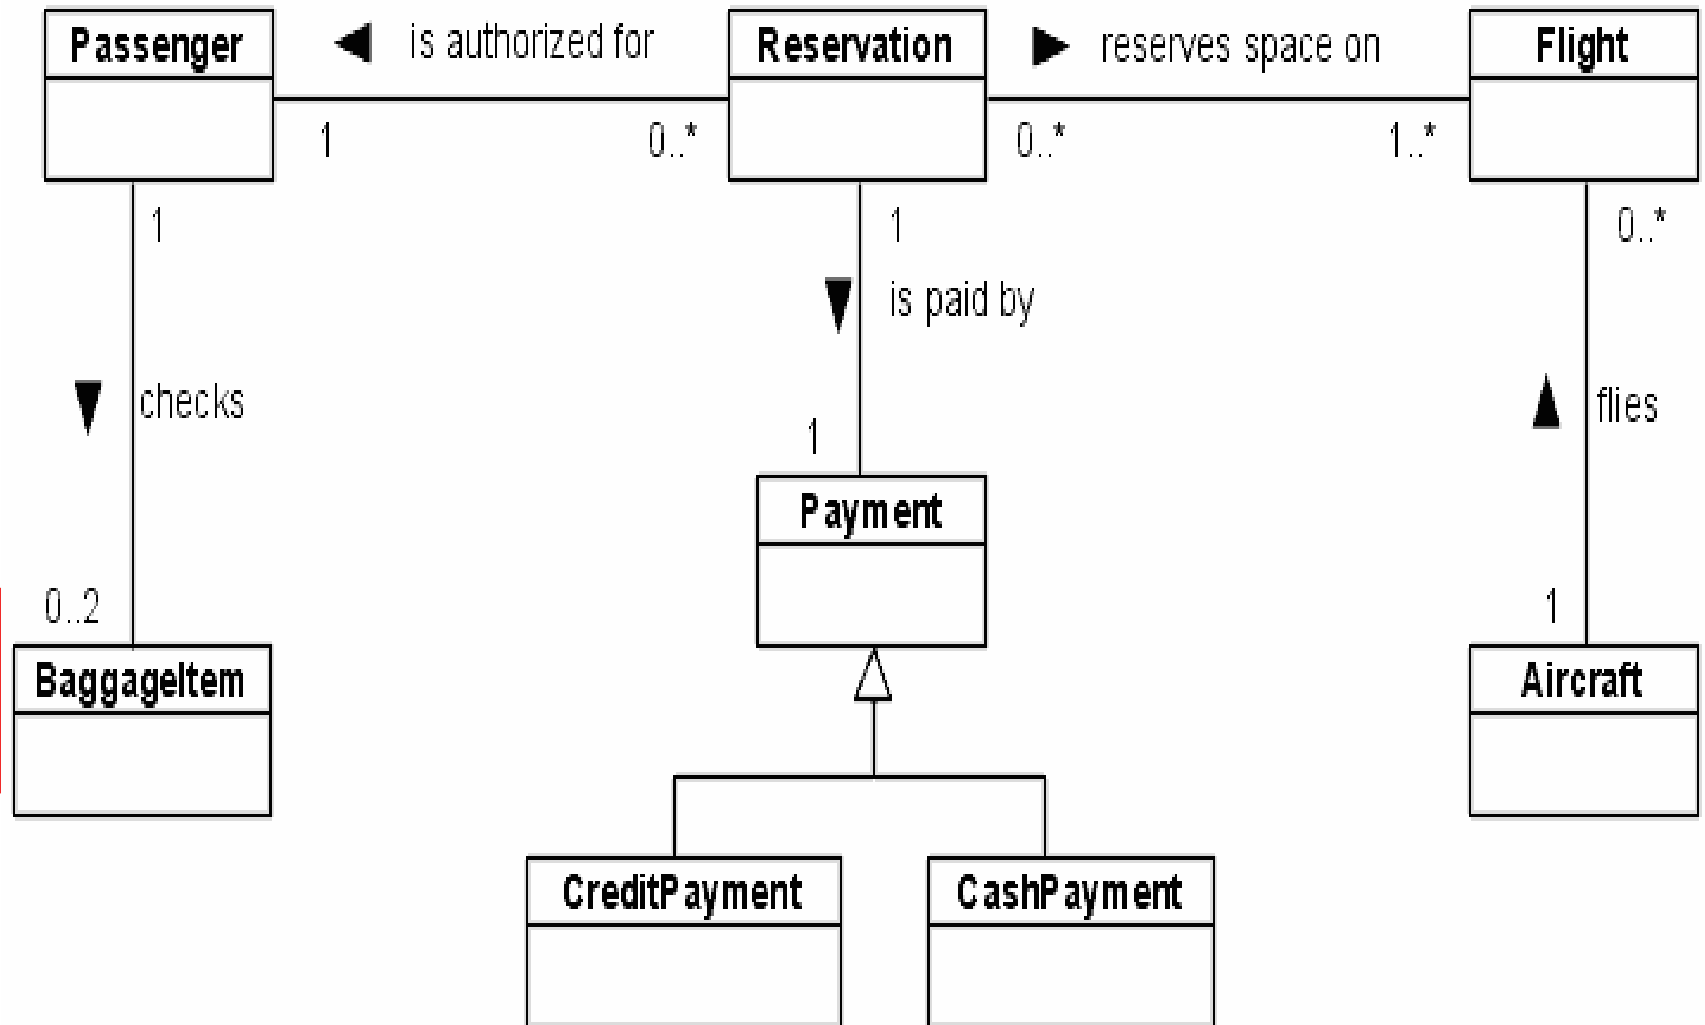 Passenger
is authorized for
Reservation
reserves space on
Flight
1
0..*
0..*
1..*
1
1
0..*
is paid by
checks
flies
1
Payment
0..2
1
BaggageItem
Aircraft
CreditPayment
CashPayment